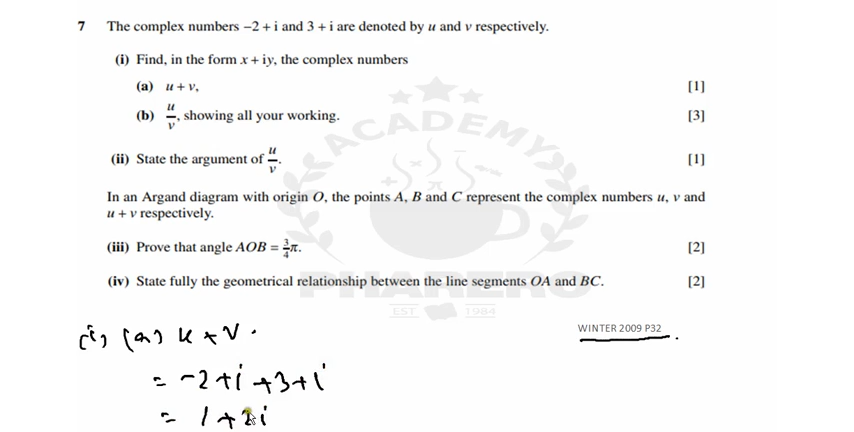 7 The complex numbers −2 + i and 3 + i are denoted by u and v respectively.
(i) Find, in the form x + iy, the complex numbers
(a) u + v, [1]
(b) u/v, showing all your working. [3]
(ii) State the argument of u/v. [1]
In an Argand diagram with origin O, the points A, B and C represent the complex numbers u, v and
u + v respectively.
(iii) Prove that angle AOB = 3/4π. [2]
(iv) State fully the geometrical relationship between the line segments OA and BC. [2]
ACADEMY
PHARERO
EST 1984
WINTER 2009 P32
(i) (a) u + v.
= -2 + i + 3 + i
= 1 + 2i